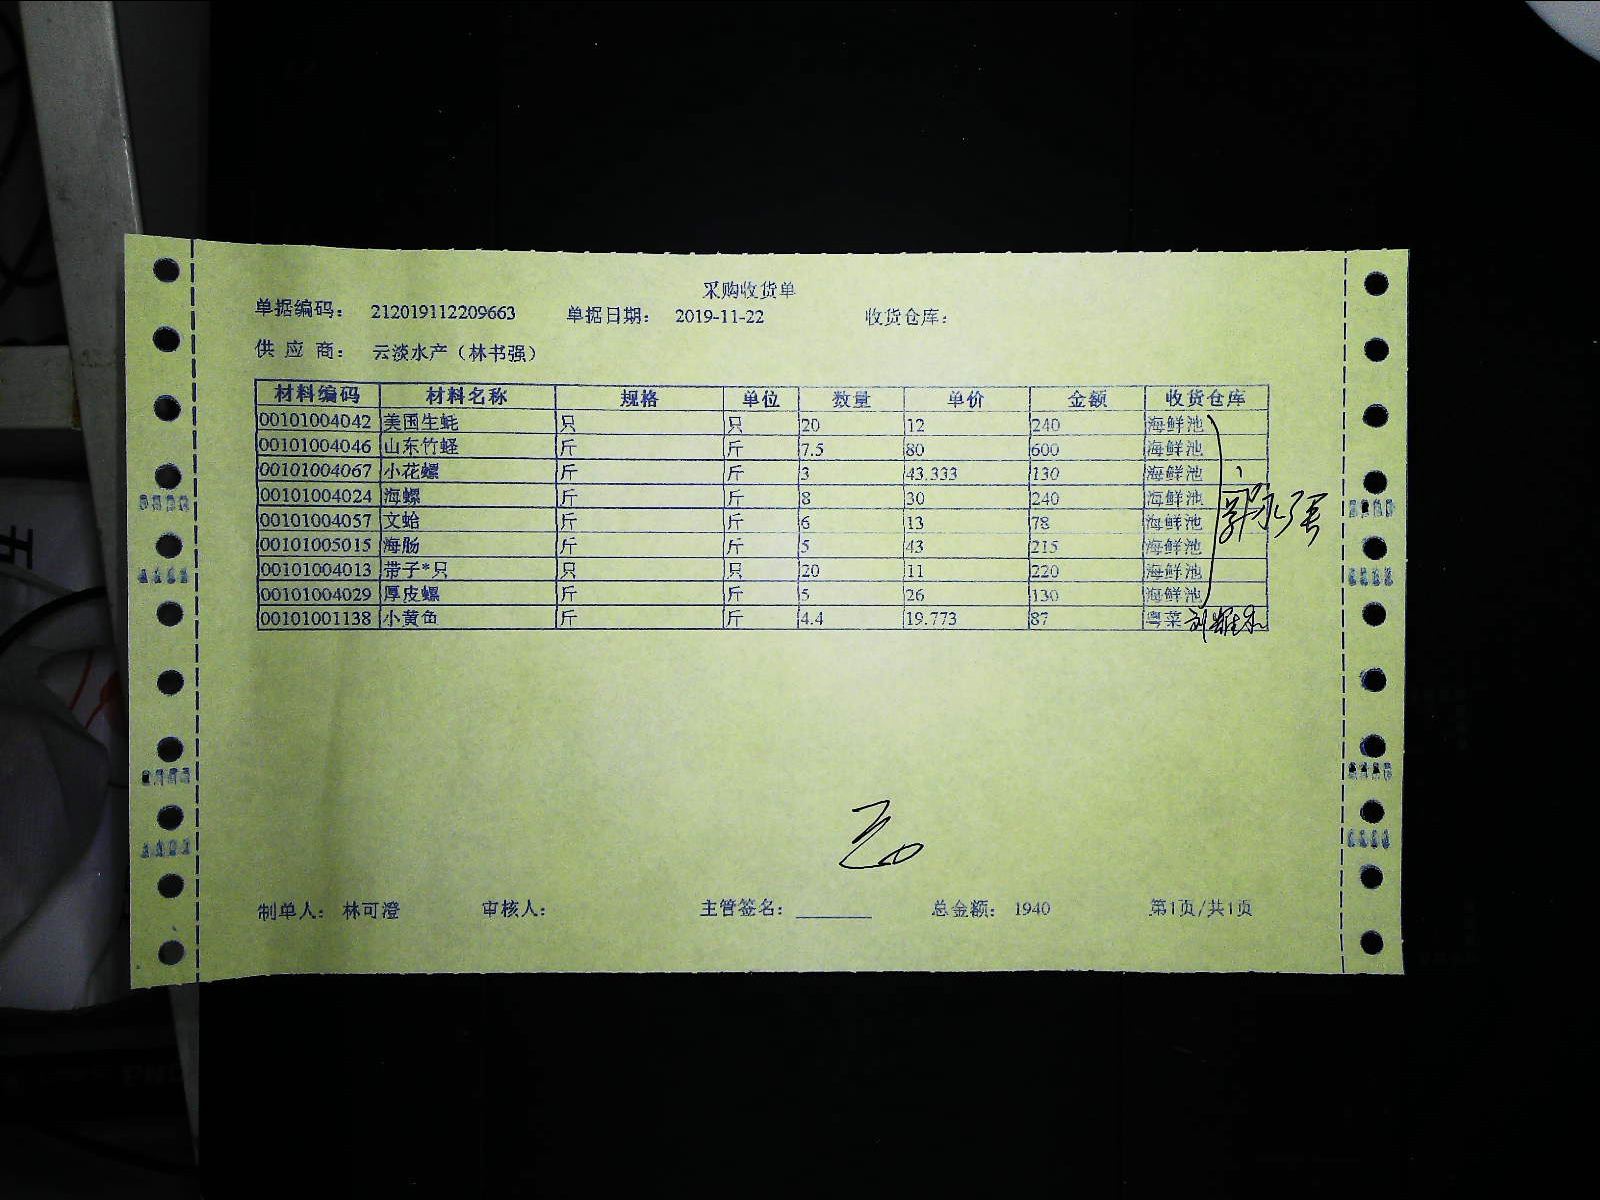 采购收货单
单据编码： 212019112209663 单据日期： 2019-11-22 收货仓库：
供 应 商： 云淡水产（林书强）
材料编码 材料名称 规格 单位 数量 单价 金额 收货仓库
00101004042 美国生蚝 只 只 20 12 240 海鲜池
00101004046 山东竹蛏 斤 斤 7.5 80 600 海鲜池
00101004067 小花螺 斤 斤 3 43.333 130 海鲜池
00101004024 海螺 斤 斤 8 30 240 海鲜池
00101004057 文蛤 斤 斤 6 13 78 海鲜池
00101005015 海肠 斤 斤 5 43 215 海鲜池
00101004013 带子*只 只 只 20 11 220 海鲜池
00101004029 厚皮螺 斤 斤 5 26 130 海鲜池
00101001138 小黄鱼 斤 斤 4.4 19.773 87 粤菜
制单人： 林可澄 审核人： 主管签名： 总金额： 1940 第1页/共1页